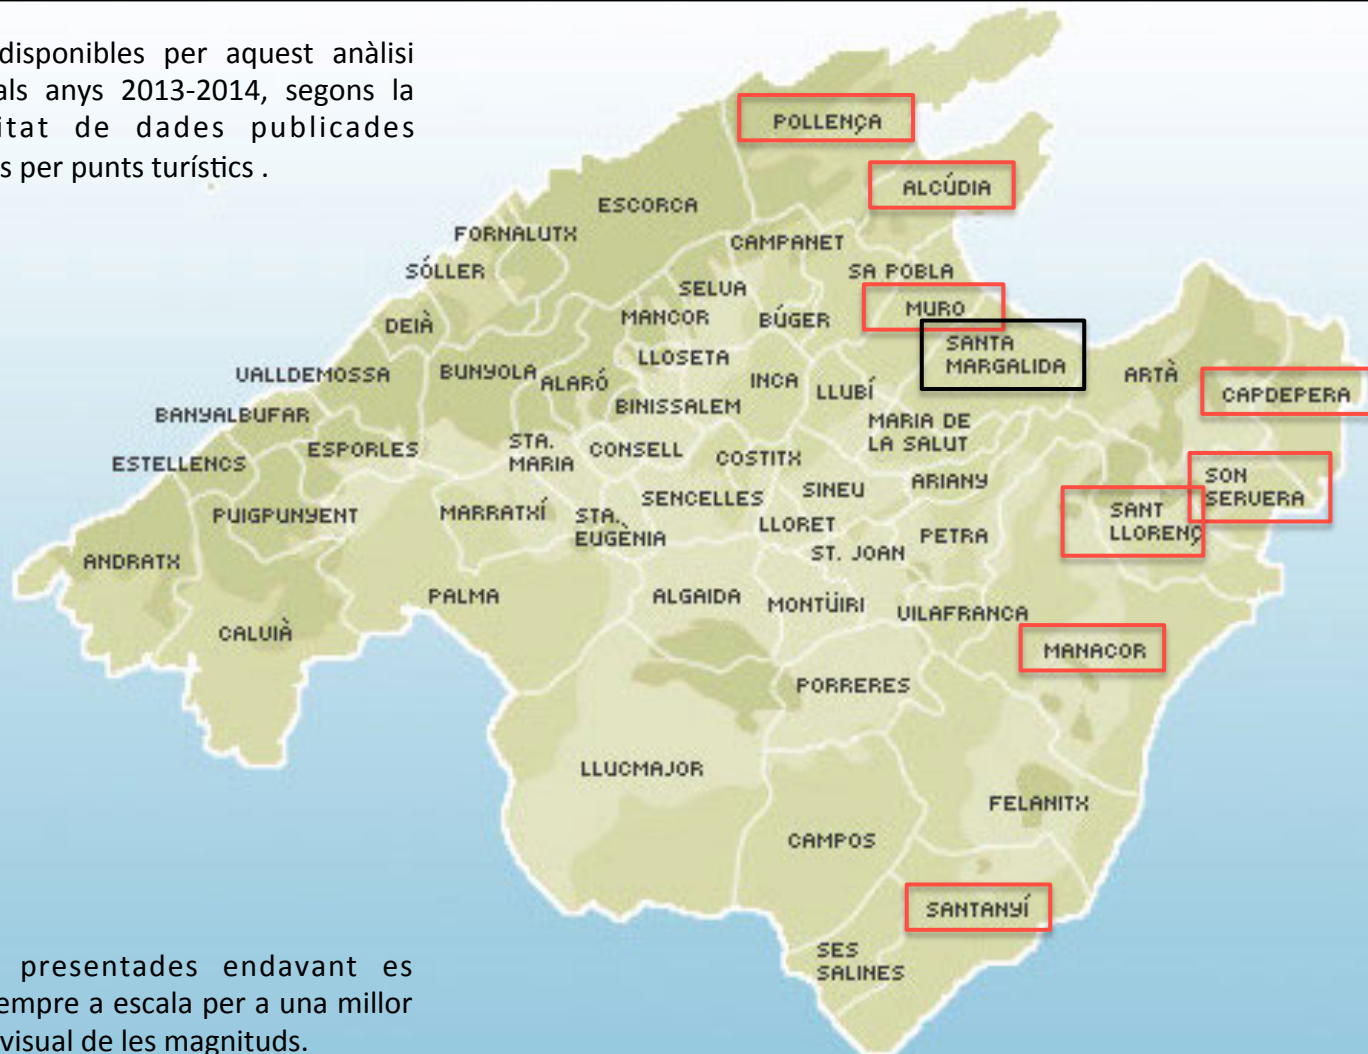 disponibles per aquest anàlisi
als anys 2013-2014, segons la
itat de dades publicades
s per punts turístics .
POLLENÇA
ALCÚDIA
ESCORCA
FORNALUTX
CAMPANET
SÓLLER
SA POBLA
SELVA
MURO
MANCOR
BÚGER
DEIÀ
SANTA
MARGALIDA
LLOSETA
BUNYOLA
ALARÓ
INCA
LLUBÍ
ARTÀ
VALLDEMOSSA
CAPDEPERA
BINISSALEM
BANYALBUFAR
MARIA DE
LA SALUT
ESPORLES
STA.
MARIA
CONSELL
COSTITX
ESTELLENCS
SON
SERVERA
ARIANY
SINEU
SENCELLES
PUIGPUNYENT
MARRATXÍ
STA.
EUGÈNIA
LLORET
SANT
LLORENÇ
PETRA
ST. JOAN
ANDRATX
PALMA
ALGAIDA
MONTÜIRI
VILAFRANCA
CALVIÀ
MANACOR
PORRERES
LLUCMAJOR
FELANITX
CAMPOS
SANTANYÍ
SES
SALINES
presentades endavant es
empre a escala per a una millor
visual de les magnituds.